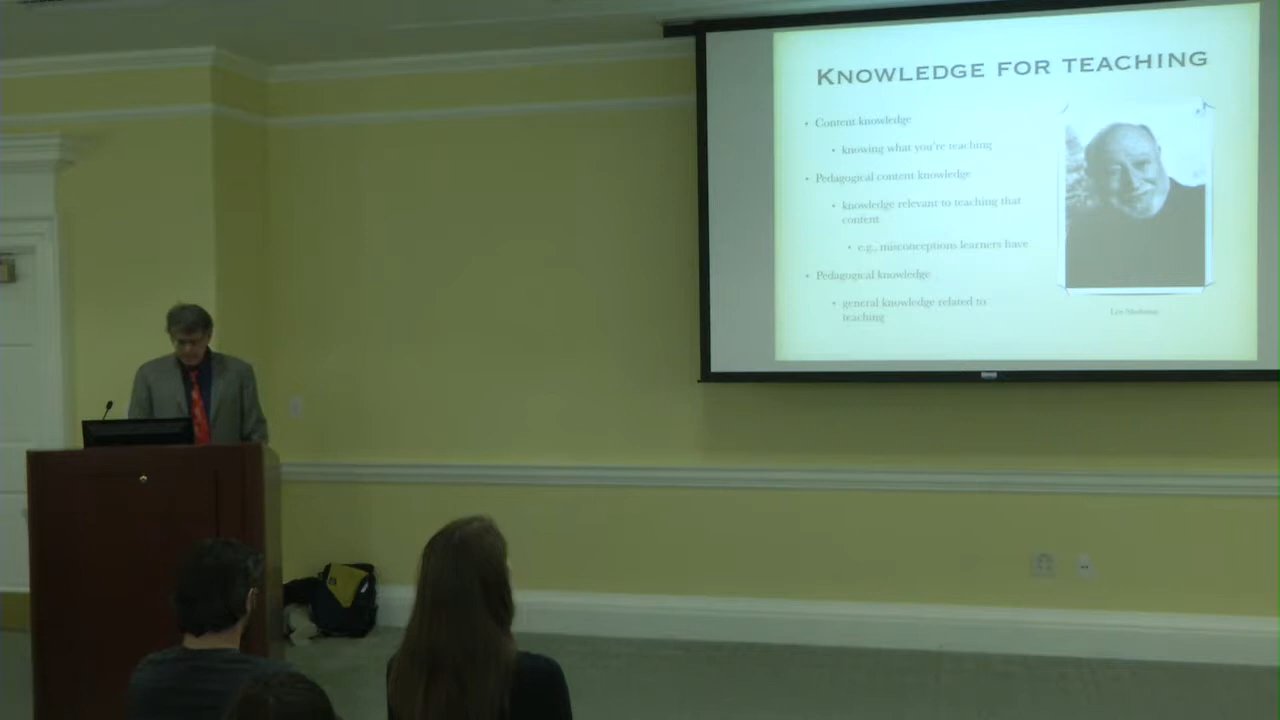 KNOWLEDGE FOR TEACHING
• Content knowledge
• knowing what you're teaching
• Pedagogical content knowledge
• knowledge relevant to teaching that
content
• e.g., misconceptions learners have
• Pedagogical knowledge
• general knowledge related to
teaching
Lee